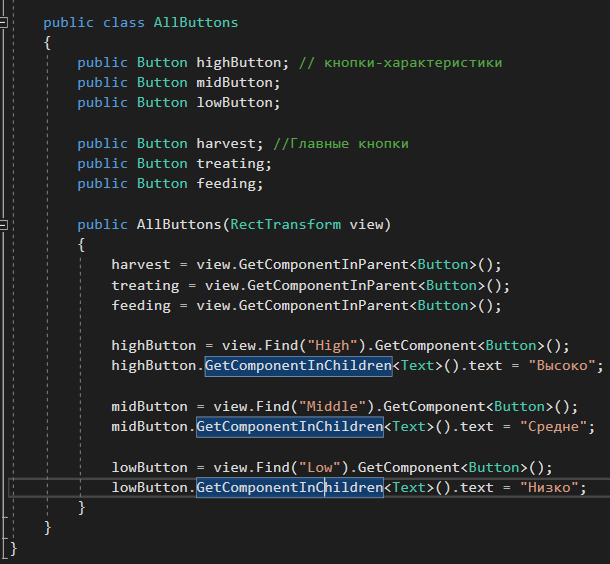 public class AllButtons
{
public Button highButton; // кнопки-характеристики
public Button midButton;
public Button lowButton;
public Button harvest; //Главные кнопки
public Button treating;
public Button feeding;
public AllButtons(RectTransform view)
{
harvest = view.GetComponentInParent<Button>();
treating = view.GetComponentInParent<Button>();
feeding = view.GetComponentInParent<Button>();
highButton = view.Find("High").GetComponent<Button>();
highButton.GetComponentInChildren<Text>().text = "Высоко";
midButton = view.Find("Middle").GetComponent<Button>();
midButton.GetComponentInChildren<Text>().text = "Средне";
lowButton = view.Find("Low").GetComponent<Button>();
lowButton.GetComponentInChildren<Text>().text = "Низко";
}
}
}